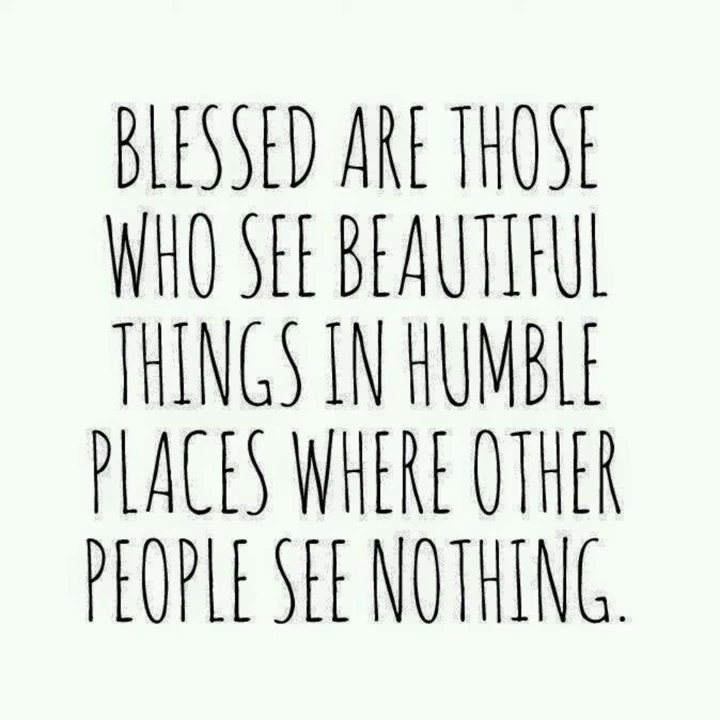 BLESSED ARE THOSE
WHO SEE BEAUTIFUL
THINGS IN HUMBLE
PLACES WHERE OTHER
PEOPLE SEE NOTHING.